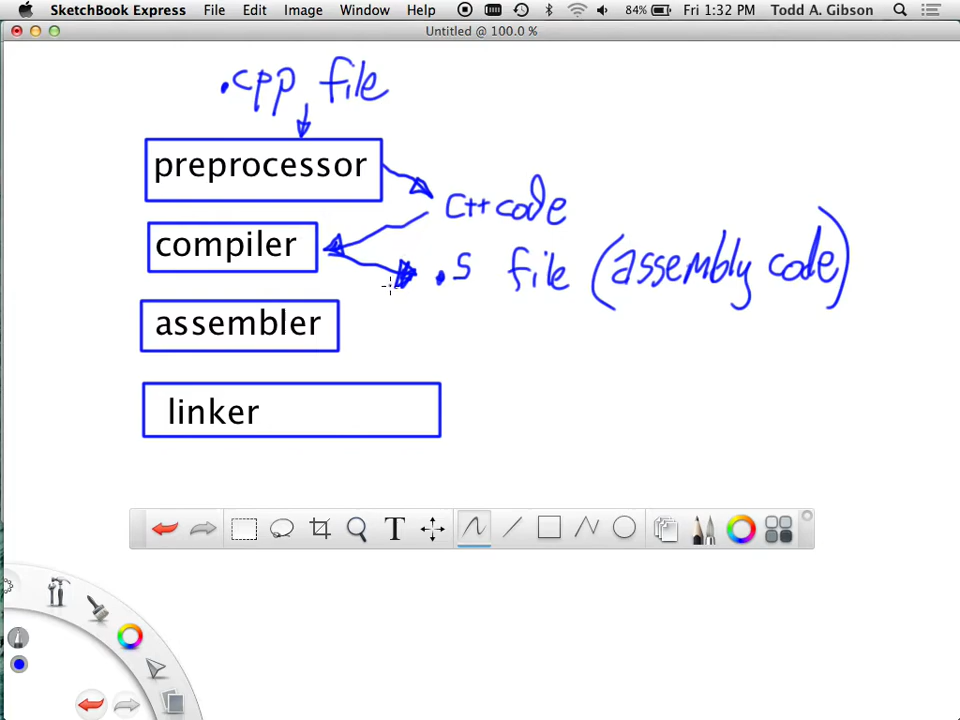 SketchBook Express File Edit Image Window Help 84% Fri 1:32 PM Todd A. Gibson
Untitled @ 100.0 %
.cpp file
preprocessor
c++ code
compiler
.s file (assembly code)
assembler
linker
T